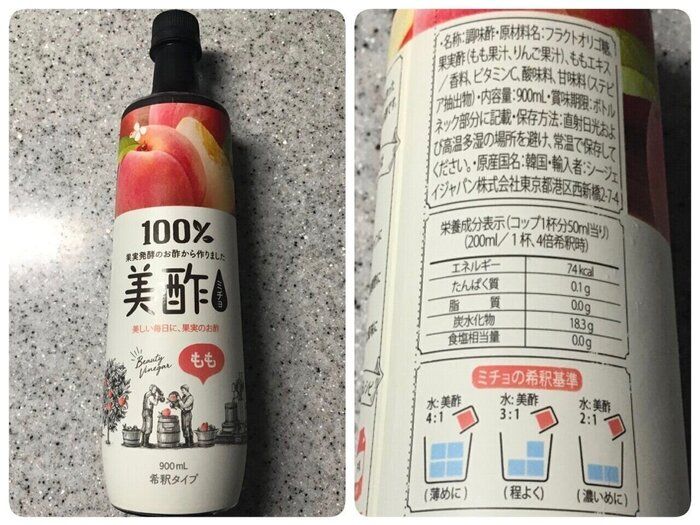 100%
果実発酵のお酢から作りました
美酢
ミチョ
美しい毎日に、果実のお酢
Beauty
Vinegar
もも
900mL
希釈タイプ
・名称:調味酢・原材料名:フラクトオリゴ糖、
果実酢(もも果汁、りんご果汁)、ももエキス
/香料、ビタミンC、酸味料、甘味料(ステビ
ア抽出物)・内容量:900mL・賞味期限:ボトル
ネック部分に記載・保存方法:直射日光およ
び高温多湿の場所を避け、常温で保存して
ください。・原産国名:韓国・輸入者:シージェ
イジャパン株式会社東京都港区西新橋2-7-4
栄養成分表示(コップ1杯分50ml当り)
(200ml/1杯、4倍希釈時)
エネルギー 74kcal
たんぱく質 0.1g
脂質 0.0g
炭水化物 18.3g
食塩相当量 0.0g
ミチョの希釈基準
水:美酢 水:美酢 水:美酢
4:1 3:1 2:1
(薄めに) (程よく) (濃いめに)